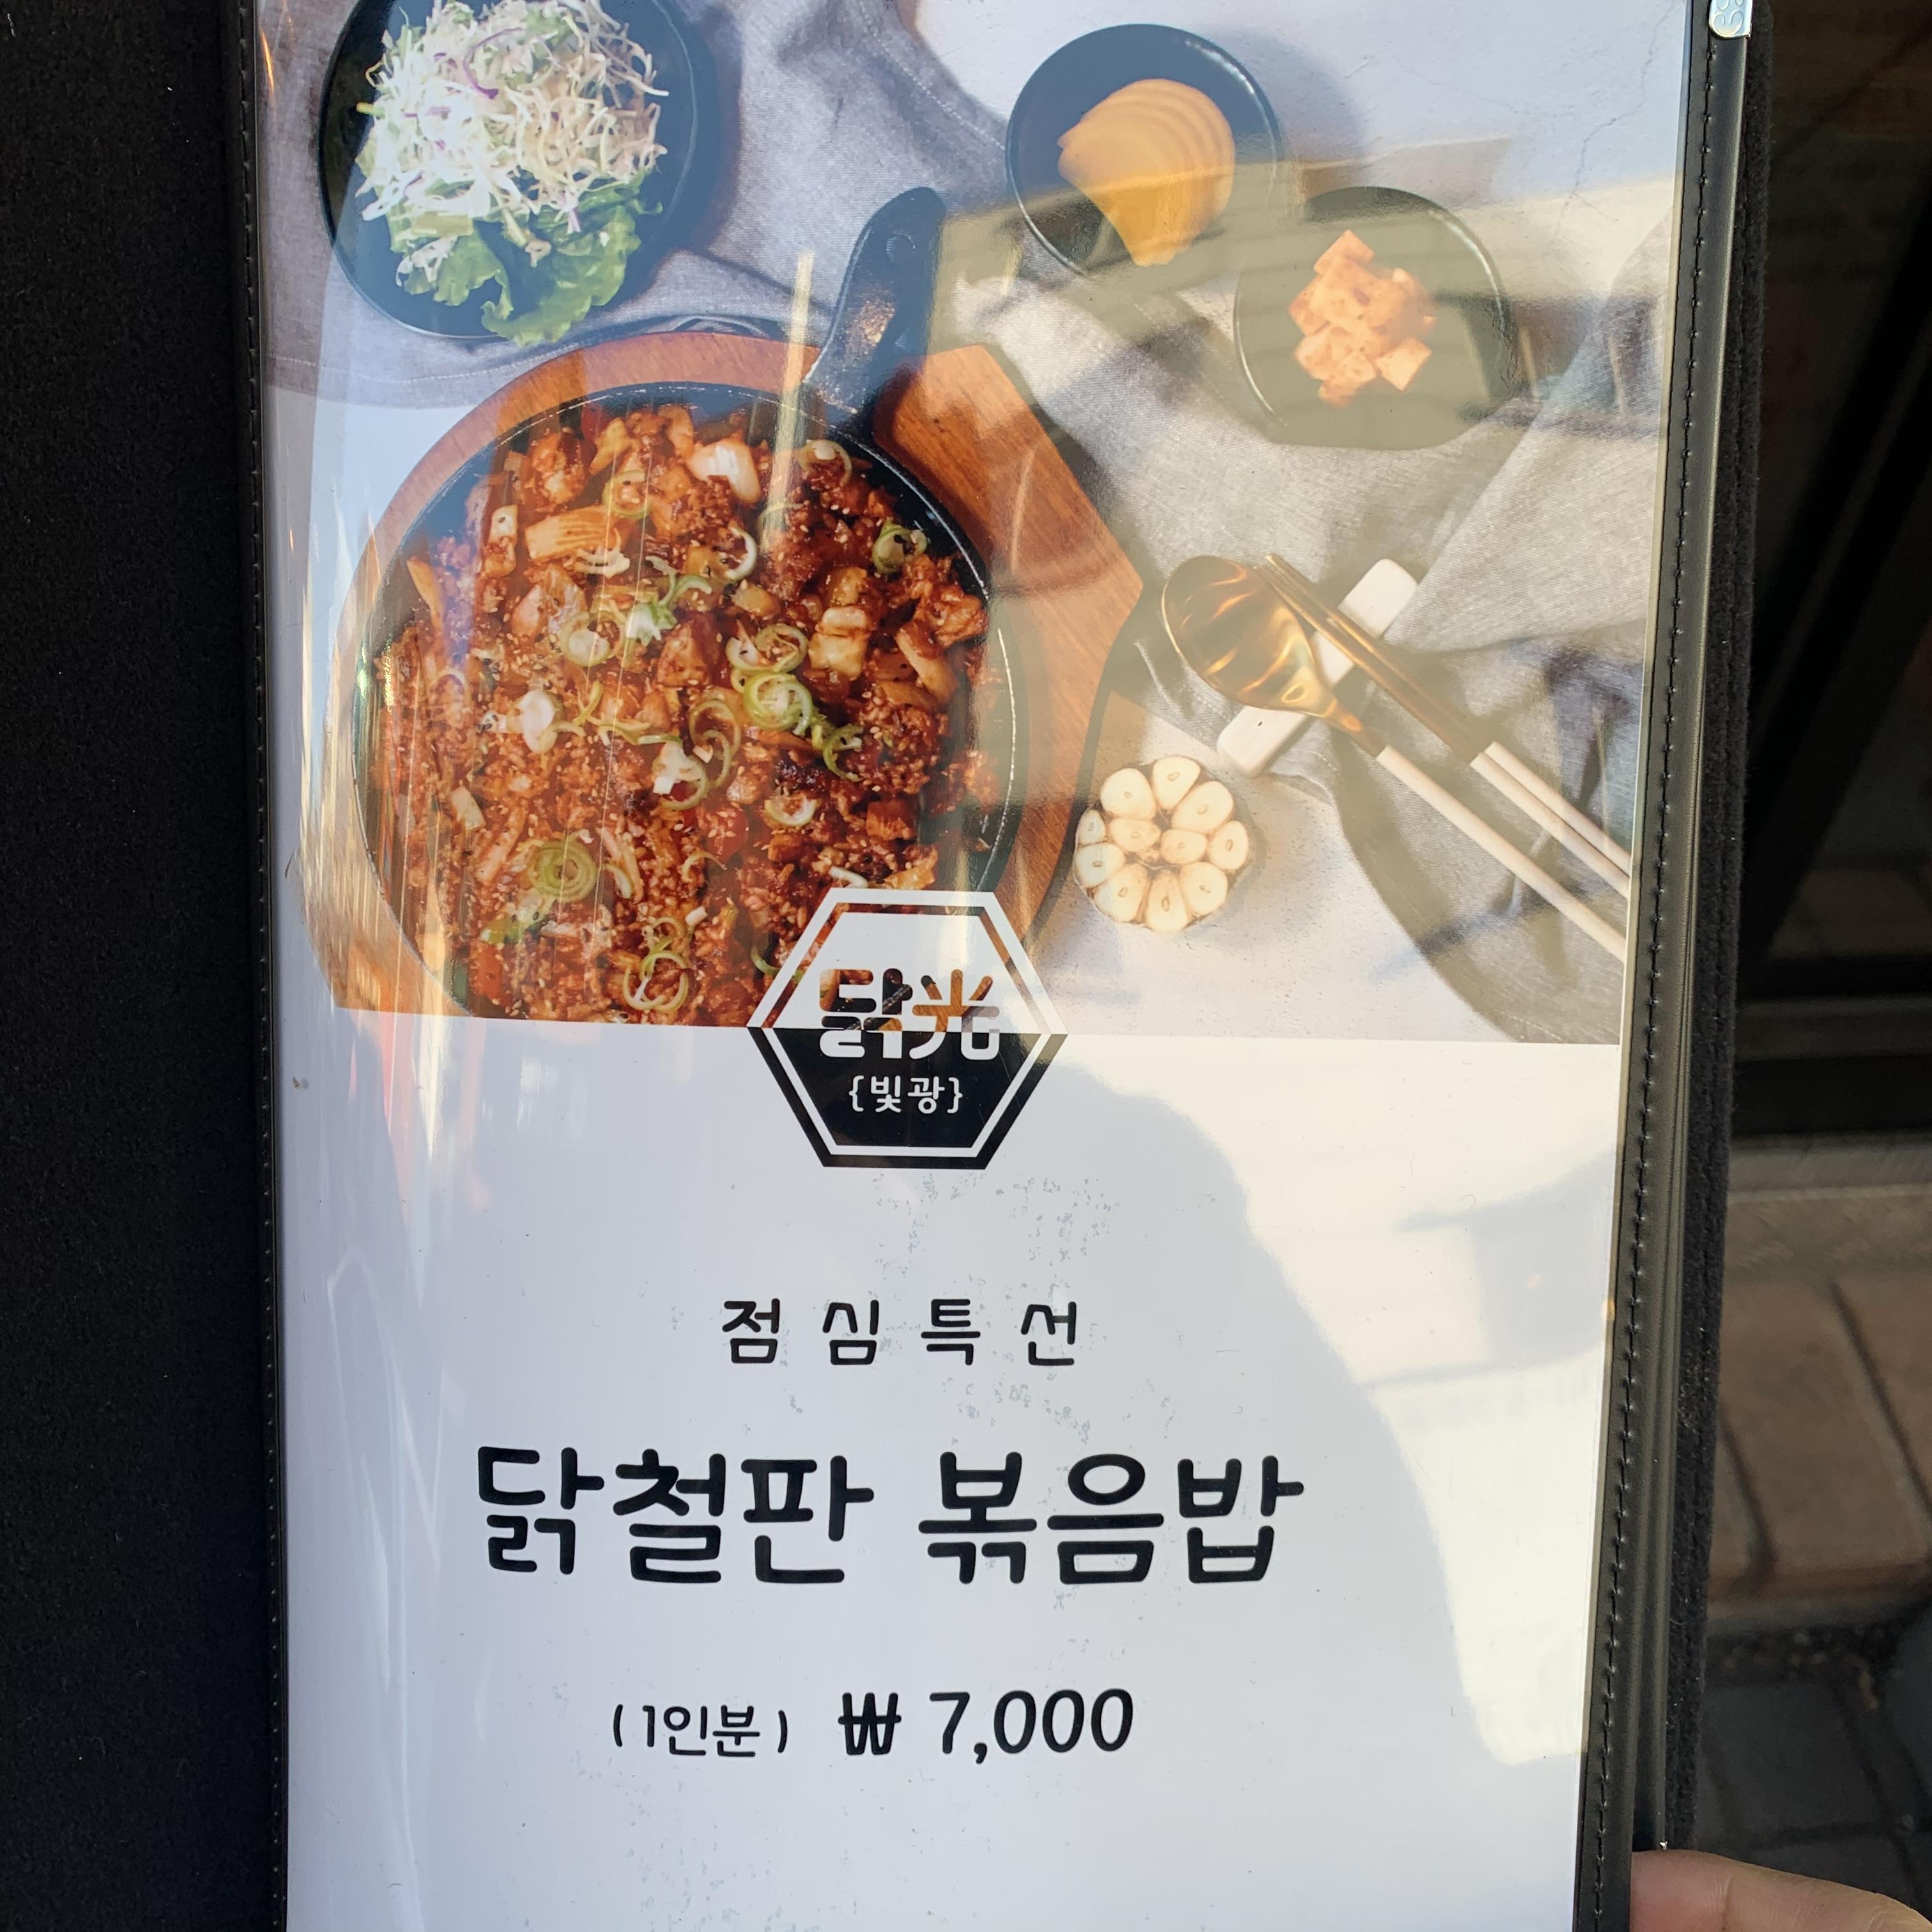 닭光
{빛광}
점심특선
닭철판 볶음밥
(1인분) ₩ 7,000